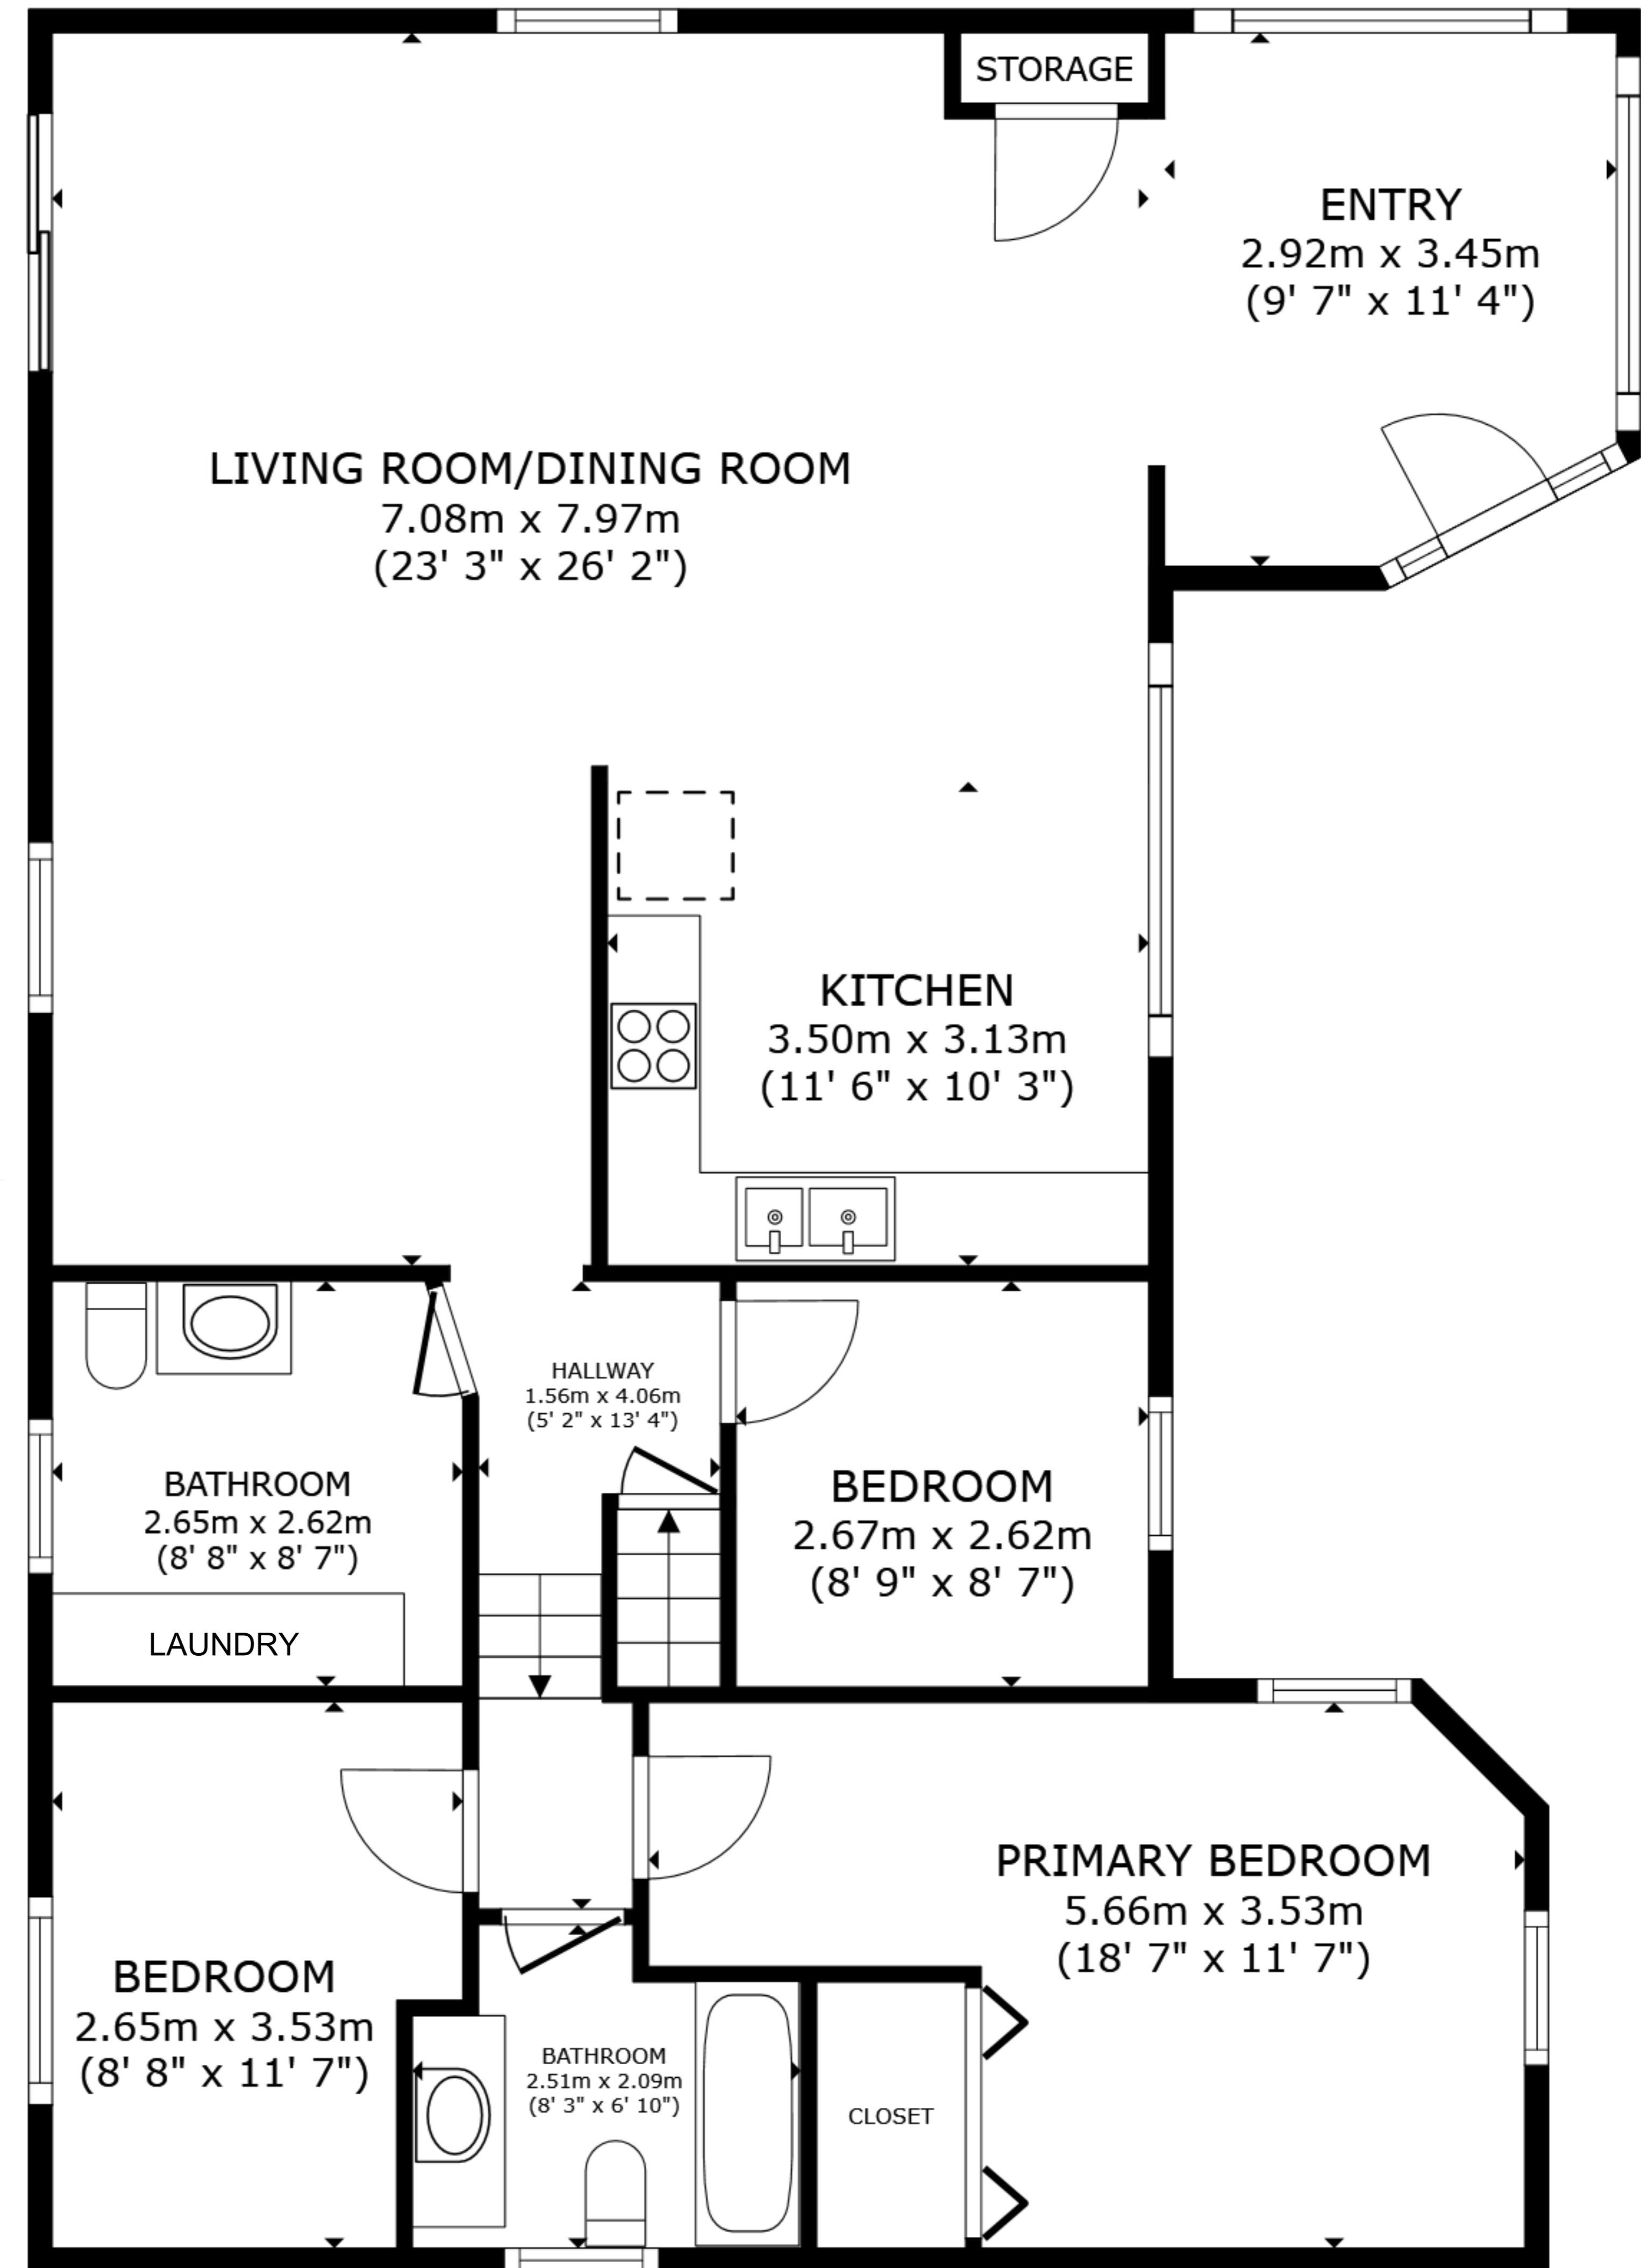 STORAGE
ENTRY
2.92m x 3.45m
(9' 7" x 11' 4")
LIVING ROOM/DINING ROOM
7.08m x 7.97m
(23' 3" x 26' 2")
KITCHEN
3.50m x 3.13m
(11' 6" x 10' 3")
HALLWAY
1.56m x 4.06m
(5' 2" x 13' 4")
BATHROOM
2.65m x 2.62m
(8' 8" x 8' 7")
LAUNDRY
BEDROOM
2.67m x 2.62m
(8' 9" x 8' 7")
PRIMARY BEDROOM
5.66m x 3.53m
(18' 7" x 11' 7")
BEDROOM
2.65m x 3.53m
(8' 8" x 11' 7")
BATHROOM
2.51m x 2.09m
(8' 3" x 6' 10")
CLOSET